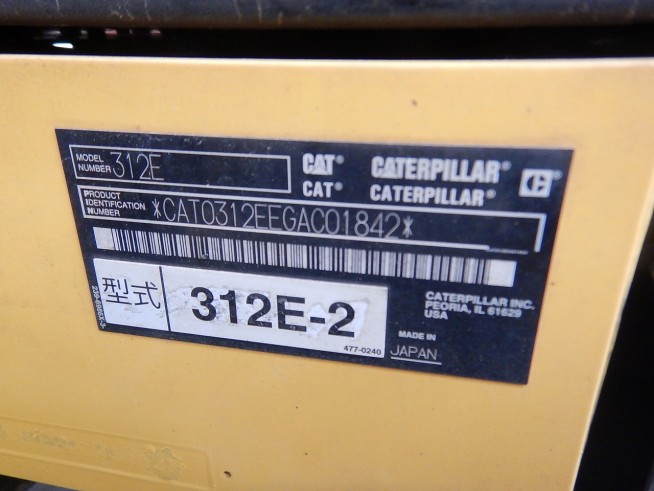 MODEL NUMBER 312E
CAT® CATERPILLAR®
CAT® CATERPILLAR®
PRODUCT IDENTIFICATION NUMBER *CAT0312EEGAC01842*
型式 312E-2
477-0240
CATERPILLAR INC.
PEORIA, IL 61629
USA
MADE IN
JAPAN